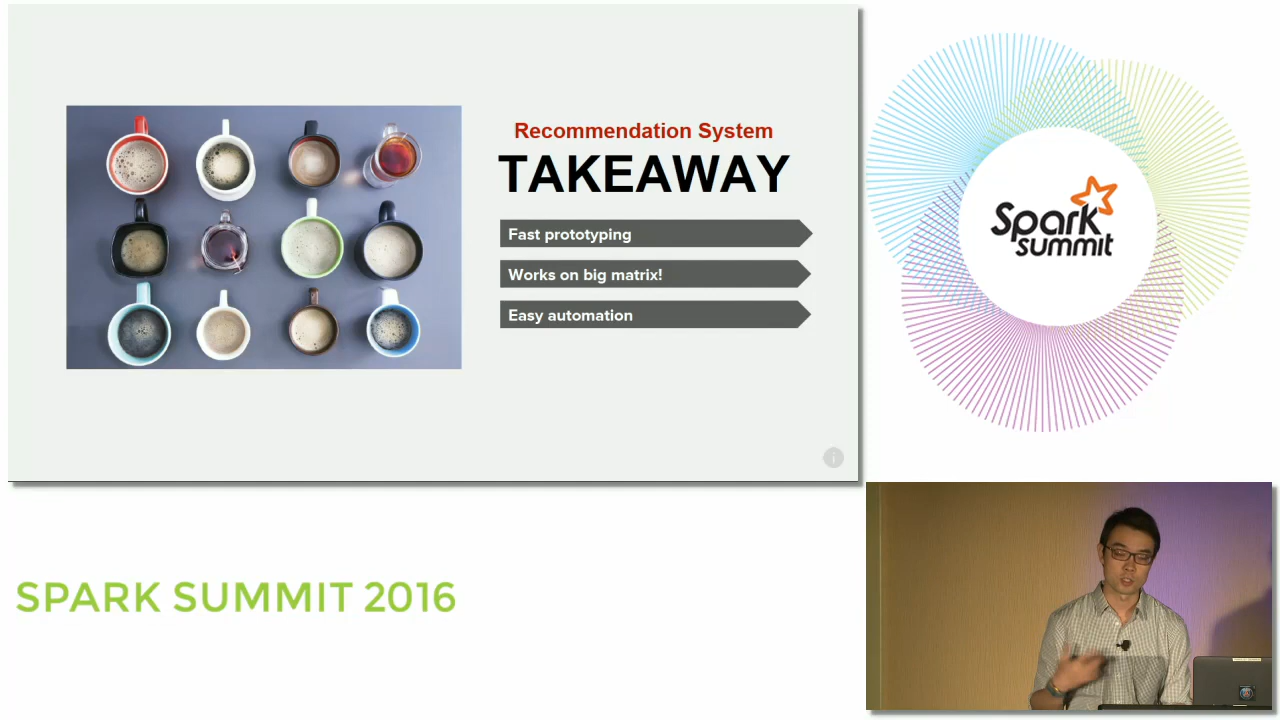 Recommendation System
TAKEAWAY
Fast prototyping
Works on big matrix!
Easy automation
i
Spark
summit
SPARK SUMMIT 2016